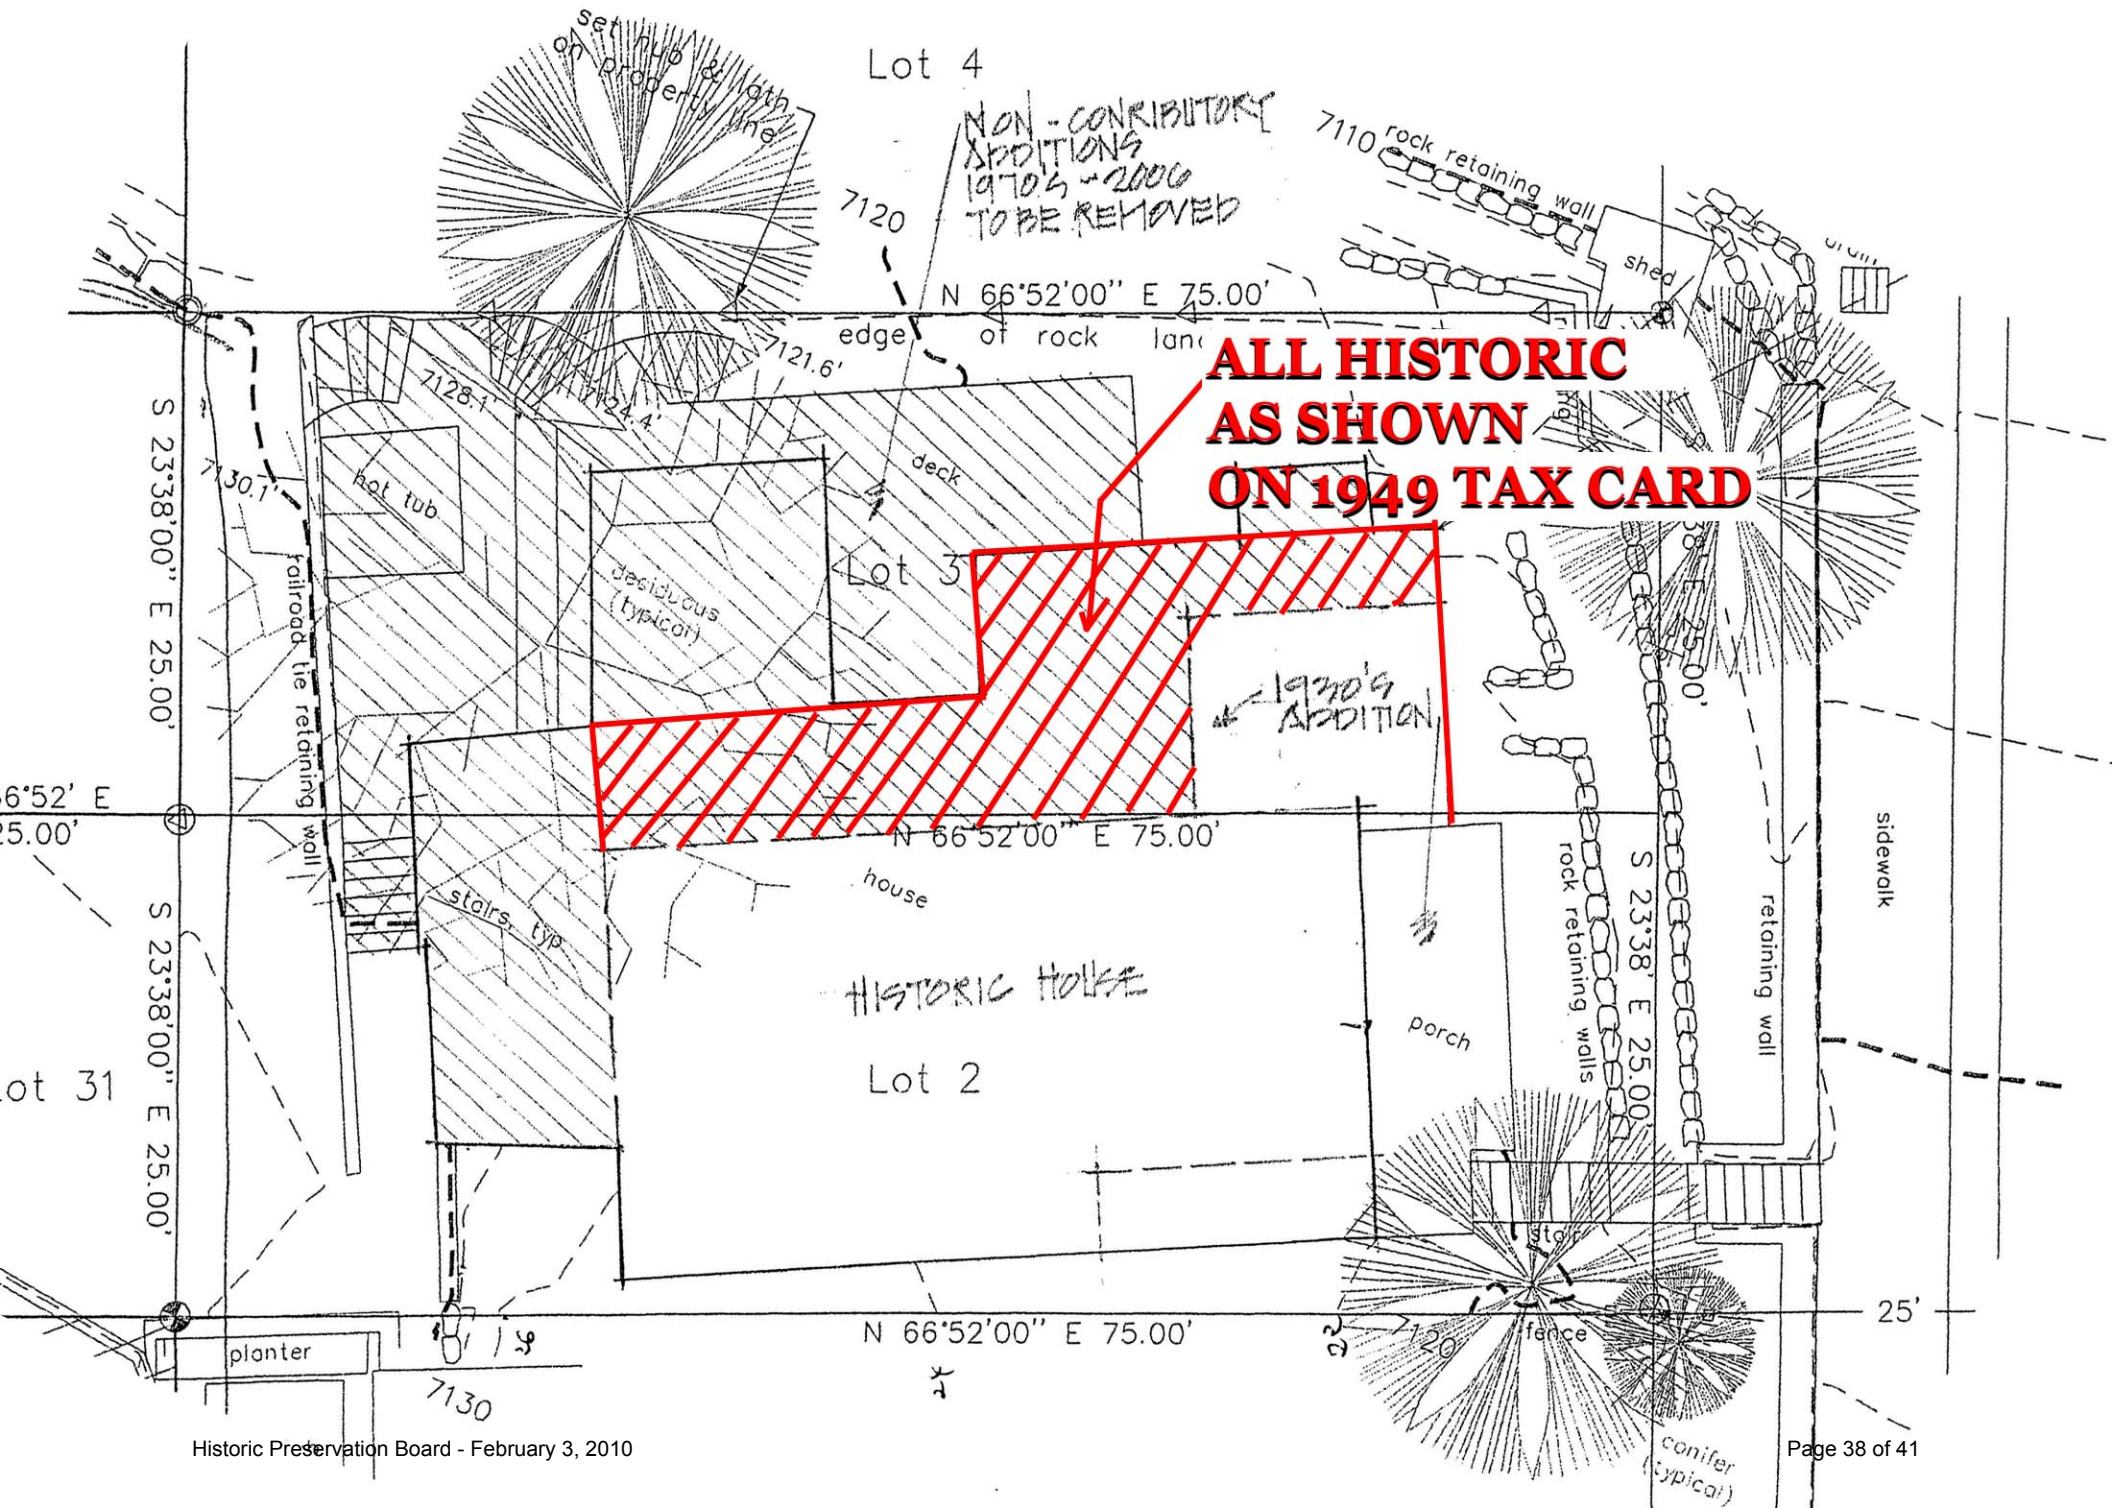 set hub & lath
on property line
Lot 4
NON-CONRIBUTORY
ADDITIONS
1970s - 2006
TO BE REMOVED
7110
rock retaining wall
7120
shed
N 66°52'00" E 75.00'
edge of rock
ALL HISTORIC
AS SHOWN
ON 1949 TAX CARD
7121.6'
7128.1'
7124.4'
7130.1'
hot tub
deck
S 23°38'00" E 25.00'
Lot 3
deciduous
(typical)
railroad tie retaining wall
1930's
ADDITION
6°52' E
25.00'
N 66°52'00" E 75.00'
house
stairs, typ
HISTORIC HOUSE
porch
rock retaining walls
S 23°38' E 25.00'
retaining wall
sidewalk
S 23°38'00" E 25.00'
ot 31
Lot 2
stair
25'
N 66°52'00" E 75.00'
planter
7130
24
22
7120
fence
conifer
(typical)
Historic Preservation Board - February 3, 2010
Page 38 of 41